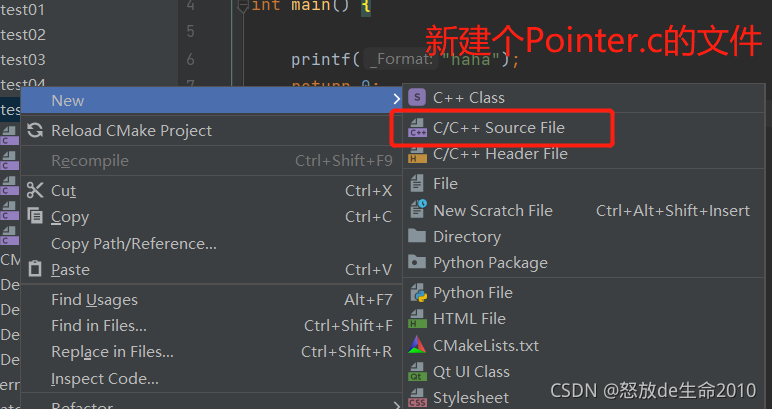 test01
test02
test03
test04
tes
4
5
6
7
int main() {
printf( _Format: "haha");
return 0;
新建个Pointer.c的文件
New
Reload CMake Project
Recompile Ctrl+Shift+F9
Cut Ctrl+X
Copy Ctrl+C
Copy Path/Reference...
Paste Ctrl+V
Find Usages Alt+F7
Find in Files... Ctrl+Shift+F
Replace in Files... Ctrl+Shift+R
Inspect Code...
Refactor
S C++ Class
C++ C/C++ Source File
H C/C++ Header File
File
New Scratch File Ctrl+Alt+Shift+Insert
Directory
Python Package
Python File
HTML File
CMakeLists.txt
Qt UI Class
CSS Stylesheet
C
C
C
C
C
CM
De
De
De
De
ern
CSDN @怒放de生命2010